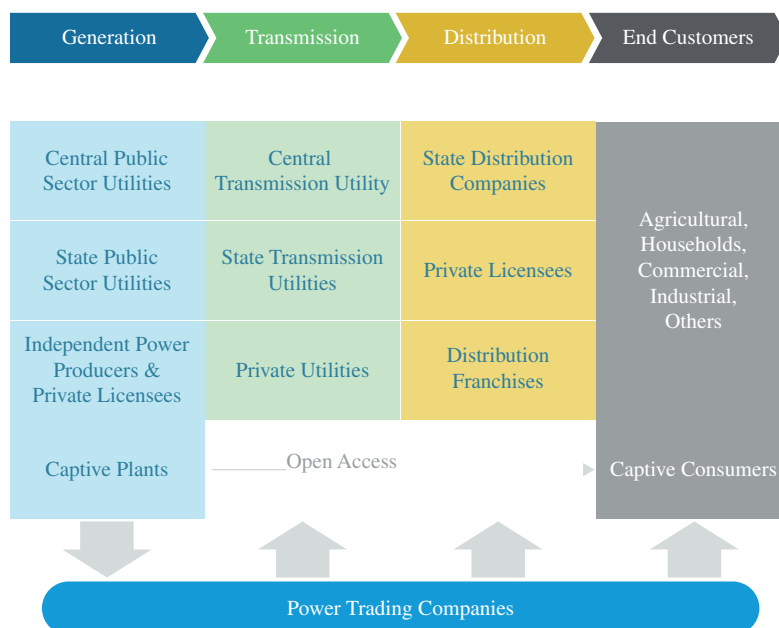 Generation
Transmission
Distribution
End Customers
Central Public
Sector Utilities
Central
Transmission Utility
State Distribution
Companies
Agricultural,
Households,
Commercial,
Industrial,
Others
State Public
Sector Utilities
State Transmission
Utilities
Private Licensees
Independent Power
Producers &
Private Licensees
Private Utilities
Distribution
Franchises
Captive Plants
Open Access
Captive Consumers
Power Trading Companies